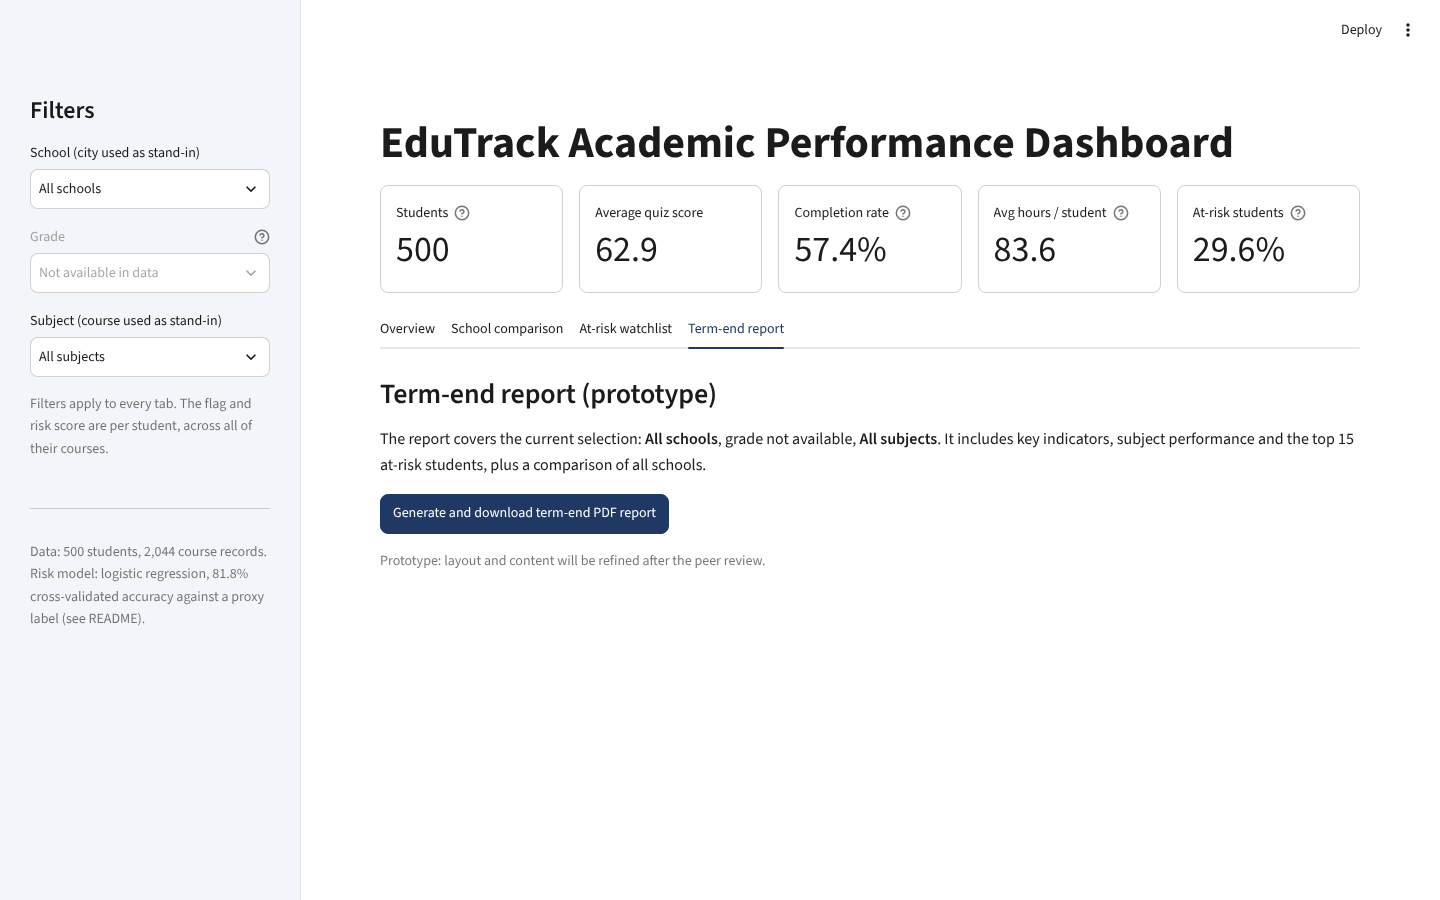 Deploy
Filters
School (city used as stand-in)
All schools
Grade
Not available in data
Subject (course used as stand-in)
All subjects
Filters apply to every tab. The flag and
risk score are per student, across all of
their courses.
Data: 500 students, 2,044 course records.
Risk model: logistic regression, 81.8%
cross-validated accuracy against a proxy
label (see README).
EduTrack Academic Performance Dashboard
Students
500
Average quiz score
62.9
Completion rate
57.4%
Avg hours / student
83.6
At-risk students
29.6%
Overview School comparison At-risk watchlist Term-end report
Term-end report (prototype)
The report covers the current selection: All schools, grade not available, All subjects. It includes key indicators, subject performance and the top 15
at-risk students, plus a comparison of all schools.
Generate and download term-end PDF report
Prototype: layout and content will be refined after the peer review.